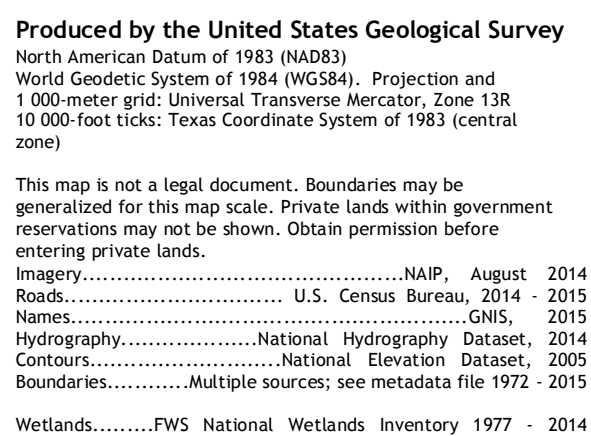 Produced by the United States Geological Survey
North American Datum of 1983 (NAD83)
World Geodetic System of 1984 (WGS84). Projection and
1 000-meter grid: Universal Transverse Mercator, Zone 13R
10 000-foot ticks: Texas Coordinate System of 1983 (central
zone)
This map is not a legal document. Boundaries may be
generalized for this map scale. Private lands within government
reservations may not be shown. Obtain permission before
entering private lands.
Imagery................................................NAIP, August 2014
Roads................................ U.S. Census Bureau, 2014 - 2015
Names...........................................................GNIS, 2015
Hydrography....................National Hydrography Dataset, 2014
Contours............................National Elevation Dataset, 2005
Boundaries............Multiple sources; see metadata file 1972 - 2015
Wetlands.........FWS National Wetlands Inventory 1977 - 2014